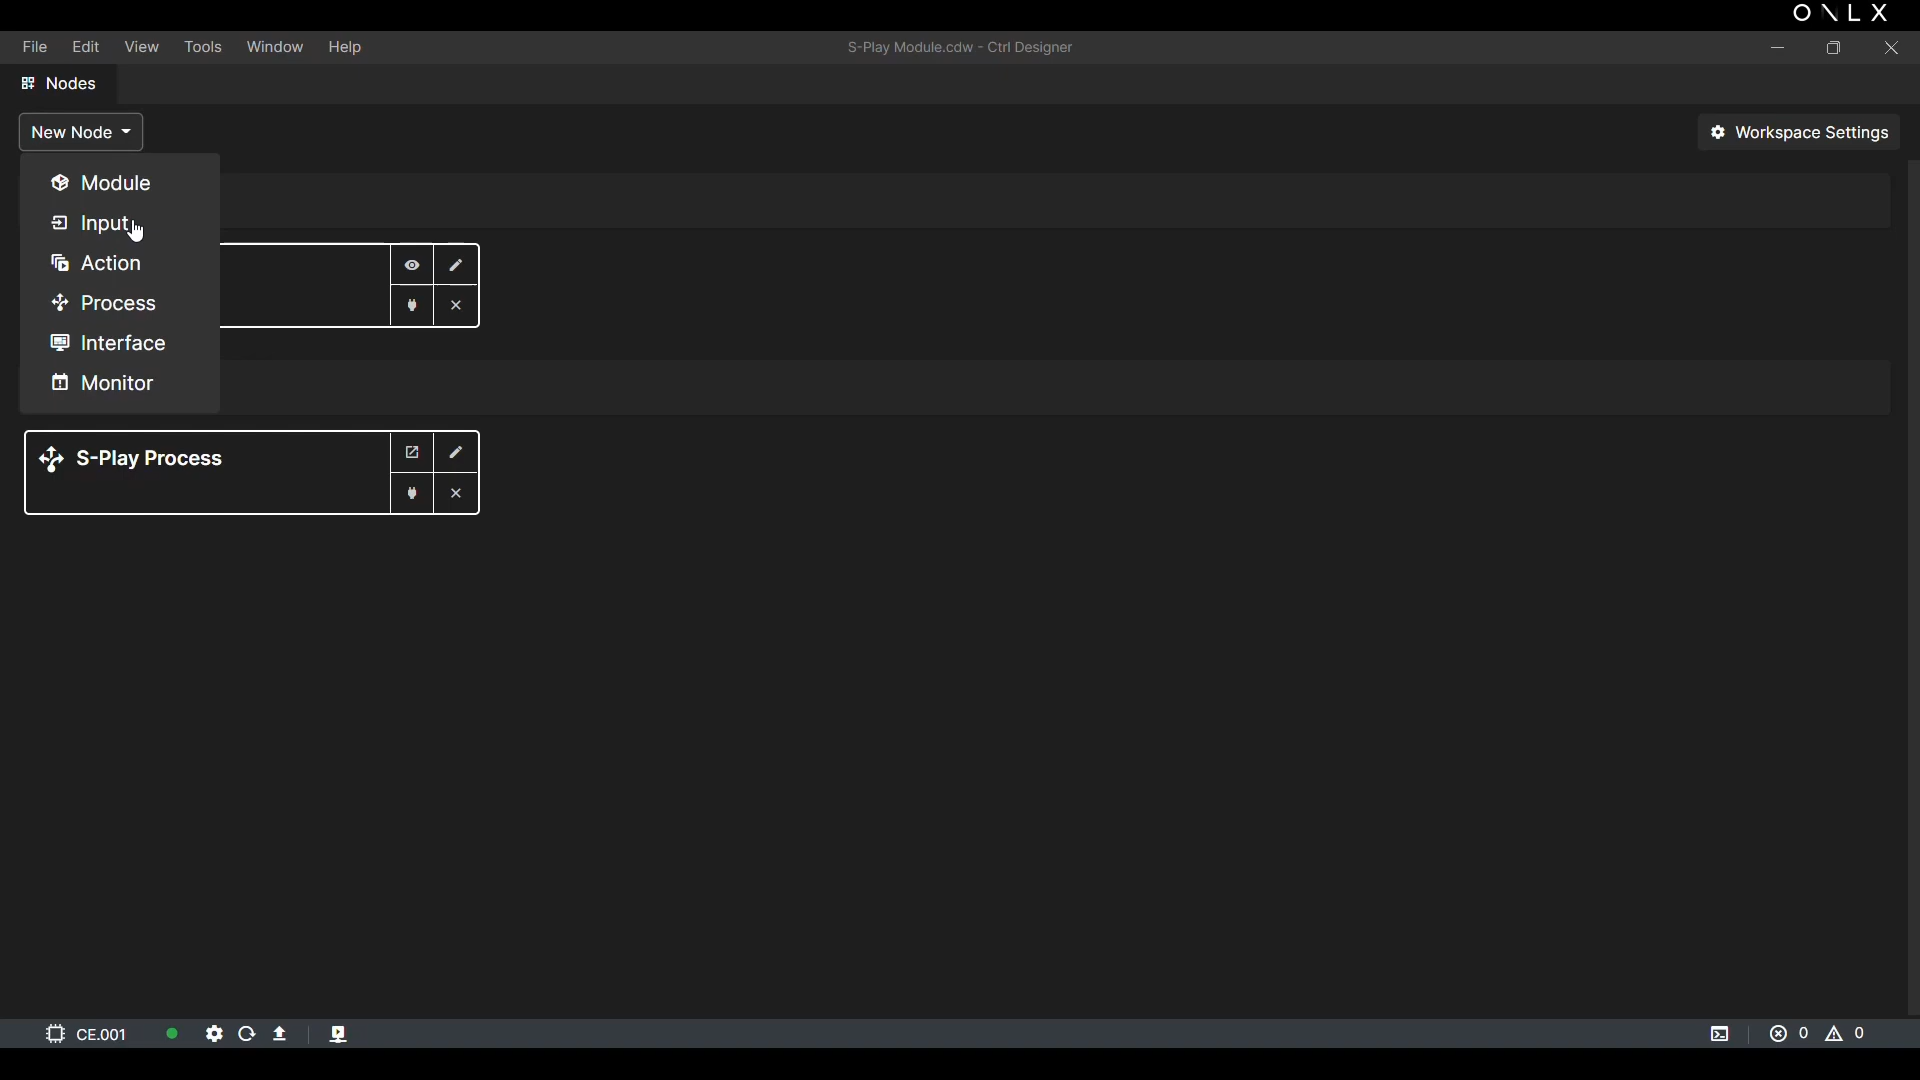 ONLX
File Edit View Tools Window Help
S-Play Module.cdw - Ctrl Designer
Nodes
New Node
Workspace Settings
Module
Input
Action
Process
Interface
Monitor
S-Play Process
CE.001
0 0